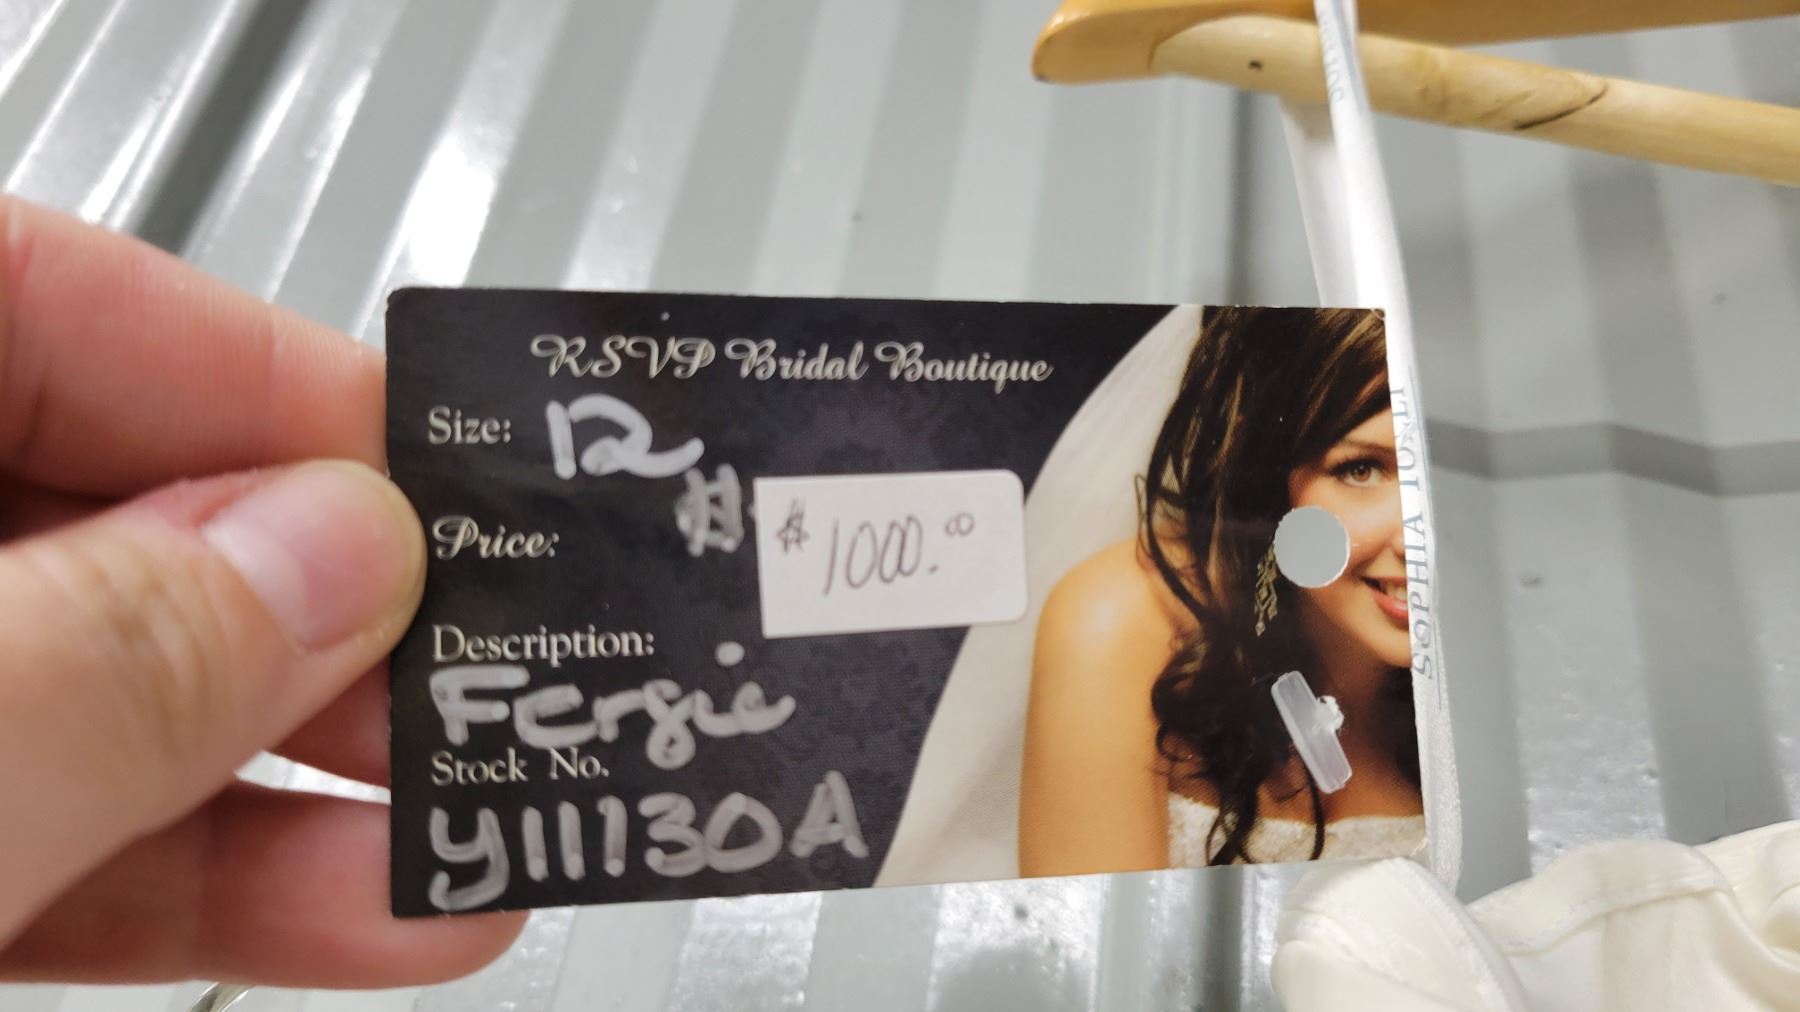 RSVP Bridal Boutique
Size: 12
Price: $
$1000.00
Description:
Fergie
Stock No.
Y11130A
SOPHIA TOLLI